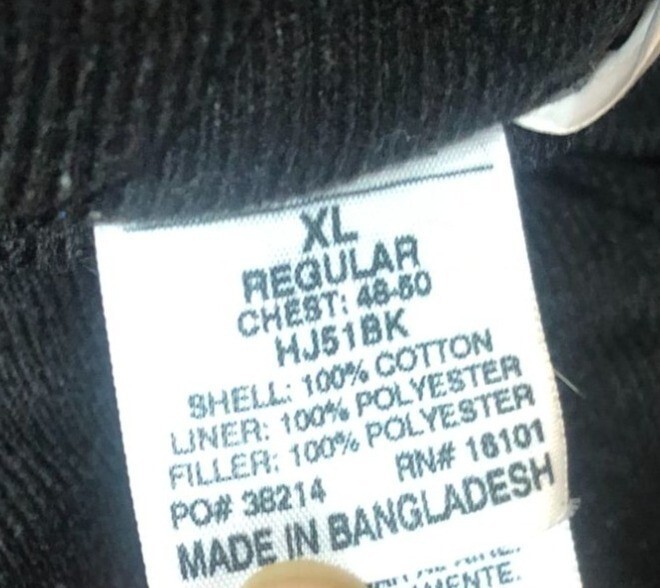 XL
REGULAR
CHEST: 48-50
HJ51BK
SHELL: 100% COTTON
LINER: 100% POLYESTER
FILLER: 100% POLYESTER
PO# 38214 RN# 16101
MADE IN BANGLADESH